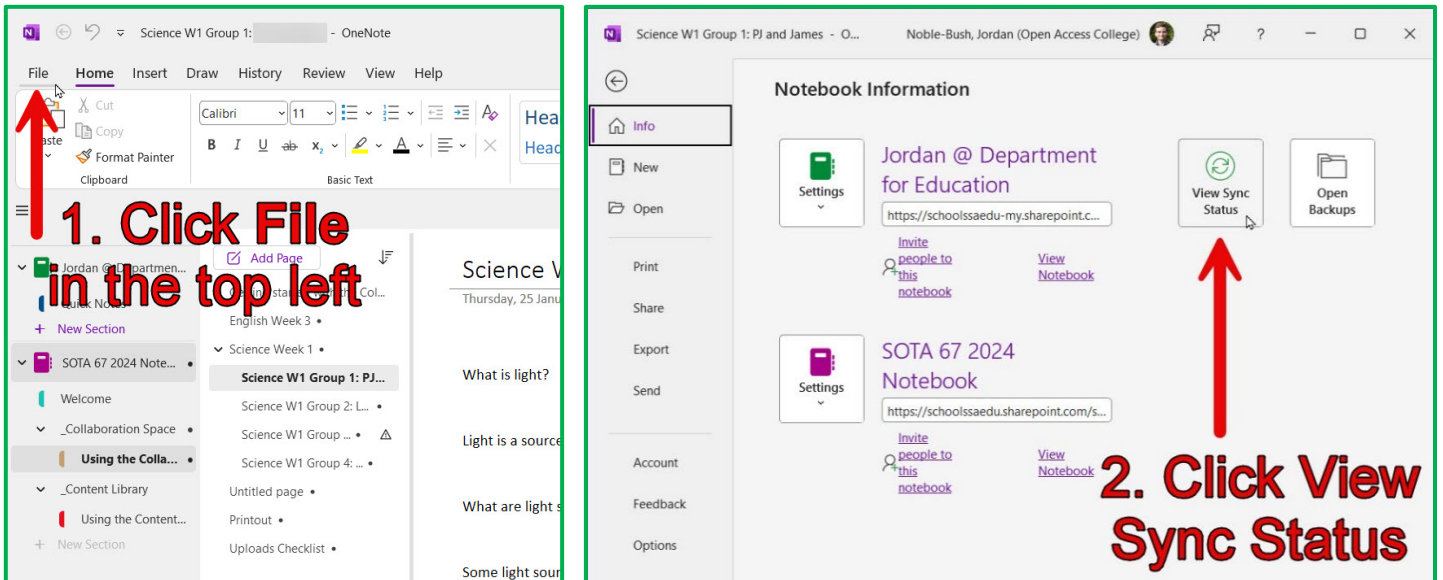 Science W1 Group 1: - OneNote
File Home Insert Draw History Review View Help
Cut
Copy
Format Painter
Clipboard
Calibri 11
B I U ab x₂ A
Basic Text
Hea
Head
1. Click File
in the top left
Jordan @ Departmen...
Quick Notes
+ New Section
SOTA 67 2024 Note...
Welcome
_Collaboration Space
Using the Colla...
_Content Library
Using the Content...
+ New Section
Add Page
English Week 3
Science Week 1
Science W1 Group 1: PJ...
Science W1 Group 2: L...
Science W1 Group ...
Science W1 Group 4: ...
Untitled page
Printout
Uploads Checklist
Science
Thursday, 25 Janu
What is light?
Light is a source
What are light s
Some light sour
Science W1 Group 1: PJ and James - O...
Noble-Bush, Jordan (Open Access College)
?
Info
New
Open
Print
Share
Export
Send
Account
Feedback
Options
Notebook Information
Settings
Jordan @ Department
for Education
https://schoolssaedu-my.sharepoint.c...
Invite
people to
this
notebook
View
Notebook
View Sync
Status
Open
Backups
Settings
SOTA 67 2024
Notebook
https://schoolssaedu.sharepoint.com/s...
Invite
people to
this
notebook
View
Notebook
2. Click View
Sync Status